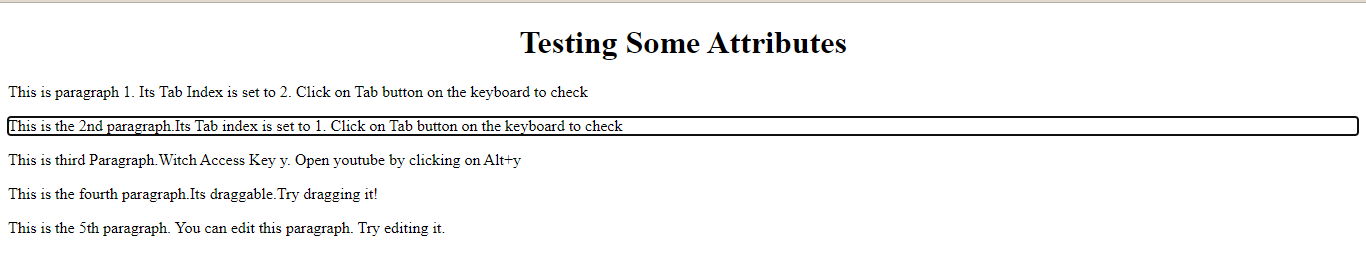 Testing Some Attributes
This is paragraph 1. Its Tab Index is set to 2. Click on Tab button on the keyboard to check
This is the 2nd paragraph.Its Tab index is set to 1. Click on Tab button on the keyboard to check
This is third Paragraph.Witch Access Key y. Open youtube by clicking on Alt+y
This is the fourth paragraph.Its draggable.Try dragging it!
This is the 5th paragraph. You can edit this paragraph. Try editing it.